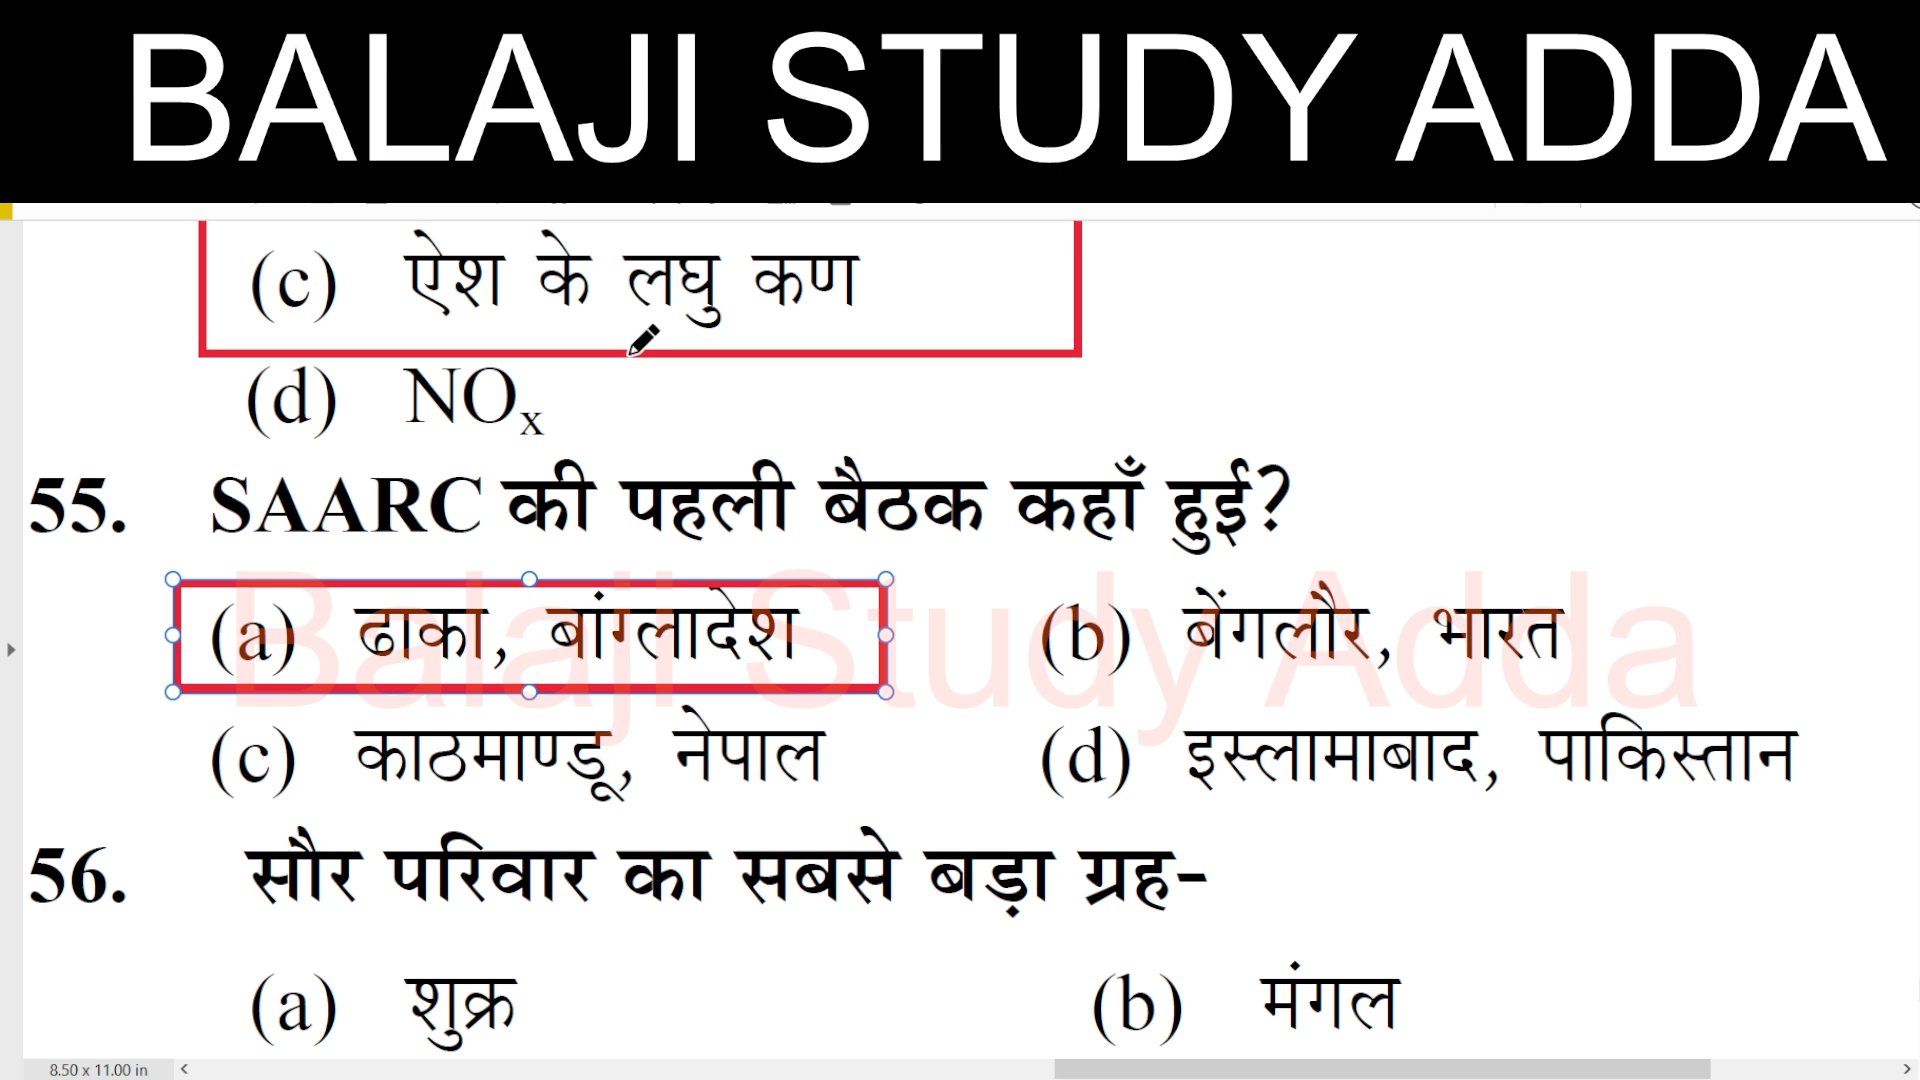 BALAJI STUDY ADDA
(c) ऐश के लघु कण
(d) NOx
55. SAARC की पहली बैठक कहाँ हुई?
(a) ढाका, बांग्लादेश (b) बेंगलौर, भारत
Balaji Study Adda
(c) काठमाण्डू, नेपाल (d) इस्लामाबाद, पाकिस्तान
56. सौर परिवार का सबसे बड़ा ग्रह-
(a) शुक्र (b) मंगल
8.50 x 11.00 in